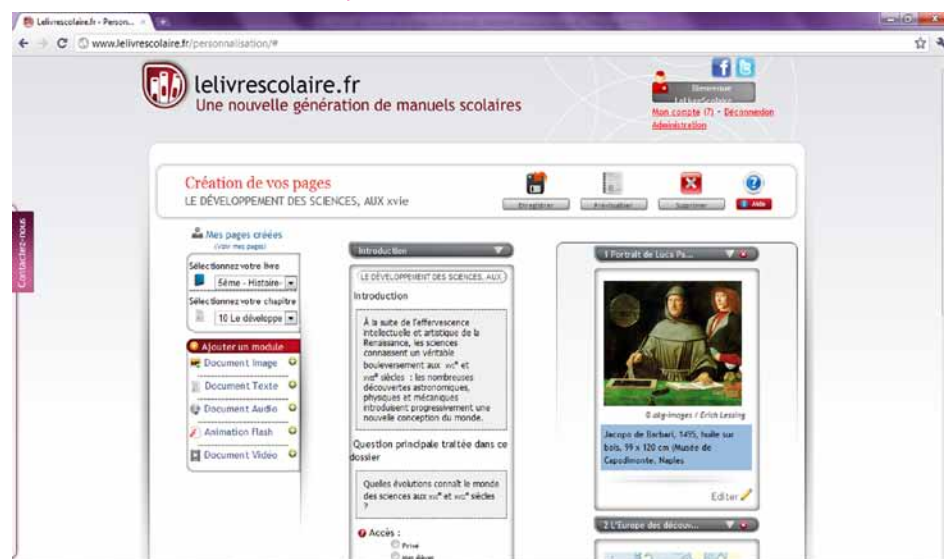 Lelivrescolaire.fr - Person...
www.lelivrescolaire.fr/personnalisation/#
lelivrescolaire.fr
Une nouvelle génération de manuels scolaires
Bienvenue
LeLivreScolaire
Mon compte (7) • Déconnexion
Administration
Contactez-nous
Création de vos pages
LE DÉVELOPPEMENT DES SCIENCES, AUX XVIe
Enregistrer
Prévisualiser
Supprimer
Aide
Mes pages créées
(Voir mes pages)
Sélectionnez votre livre
5ème - Histoire-
Sélectionnez votre chapitre
10 Le développe
Ajouter un module
Document Image
Document Texte
Document Audio
Animation Flash
Document Vidéo
Introduction
LE DÉVELOPPEMENT DES SCIENCES, AUX
Introduction
À la suite de l'effervescence
intellectuelle et artistique de la
Renaissance, les sciences
connaissent un véritable
bouleversement aux XVIe et
XVIIe siècles : les nombreuses
découvertes astronomiques,
physiques et mécaniques
introduisent progressivement une
nouvelle conception du monde.
Question principale traitée dans ce
dossier
Quelles évolutions connaît le monde
des sciences aux XVIe et XVIIe siècles
?
Accès :
Privé
mes élèves
1 Portrait de Luca Pa...
© akg-images / Erich Lessing
Jacopo de Barbari, 1495, huile sur
bois, 99 x 120 cm (Musée de
Capodimonte, Naples
Editer
2 L'Europe des découv...